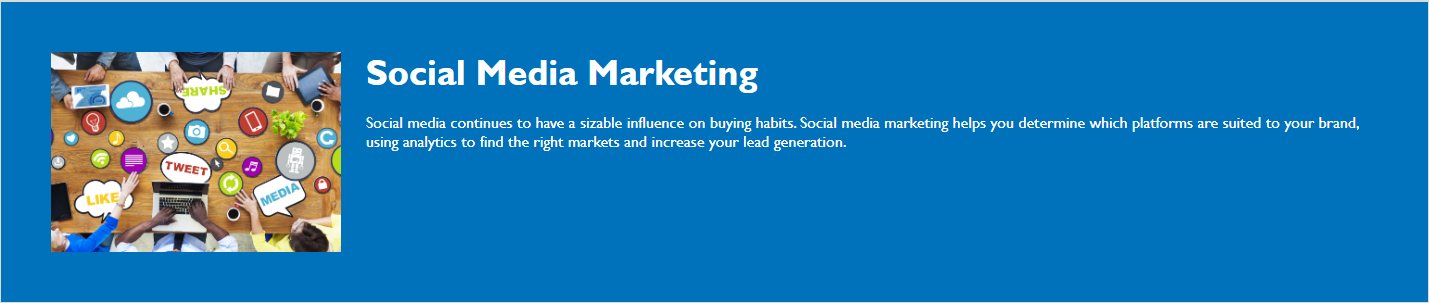 Social Media Marketing
Social media continues to have a sizable influence on buying habits. Social media marketing helps you determine which platforms are suited to your brand,
using analytics to find the right markets and increase your lead generation.
SHARE
TWEET
LIKE
MEDIA